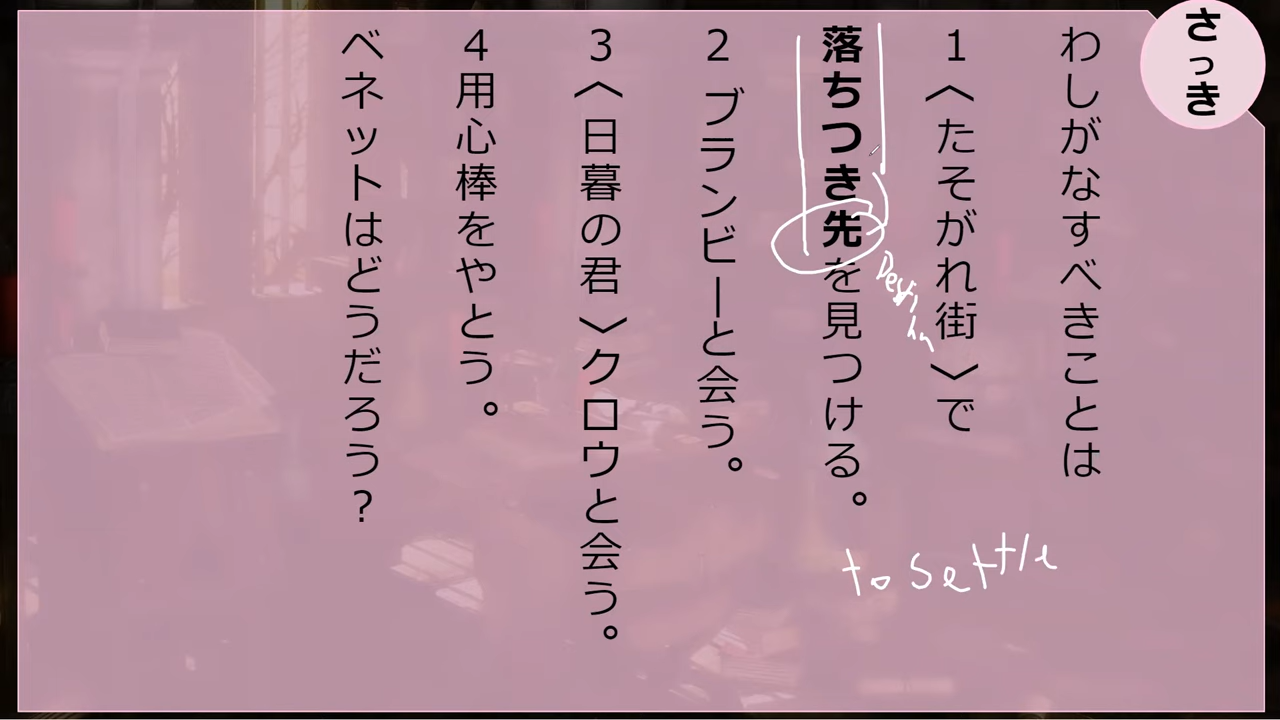 さっき
わしがなすべきことは
1〈たそがれ街〉で
落ちつき先を見つける。
2 ブランビーと会う。
3〈日暮の君〉クロウと会う。
4用心棒をやとう。
ベネットはどうだろう？
to settle